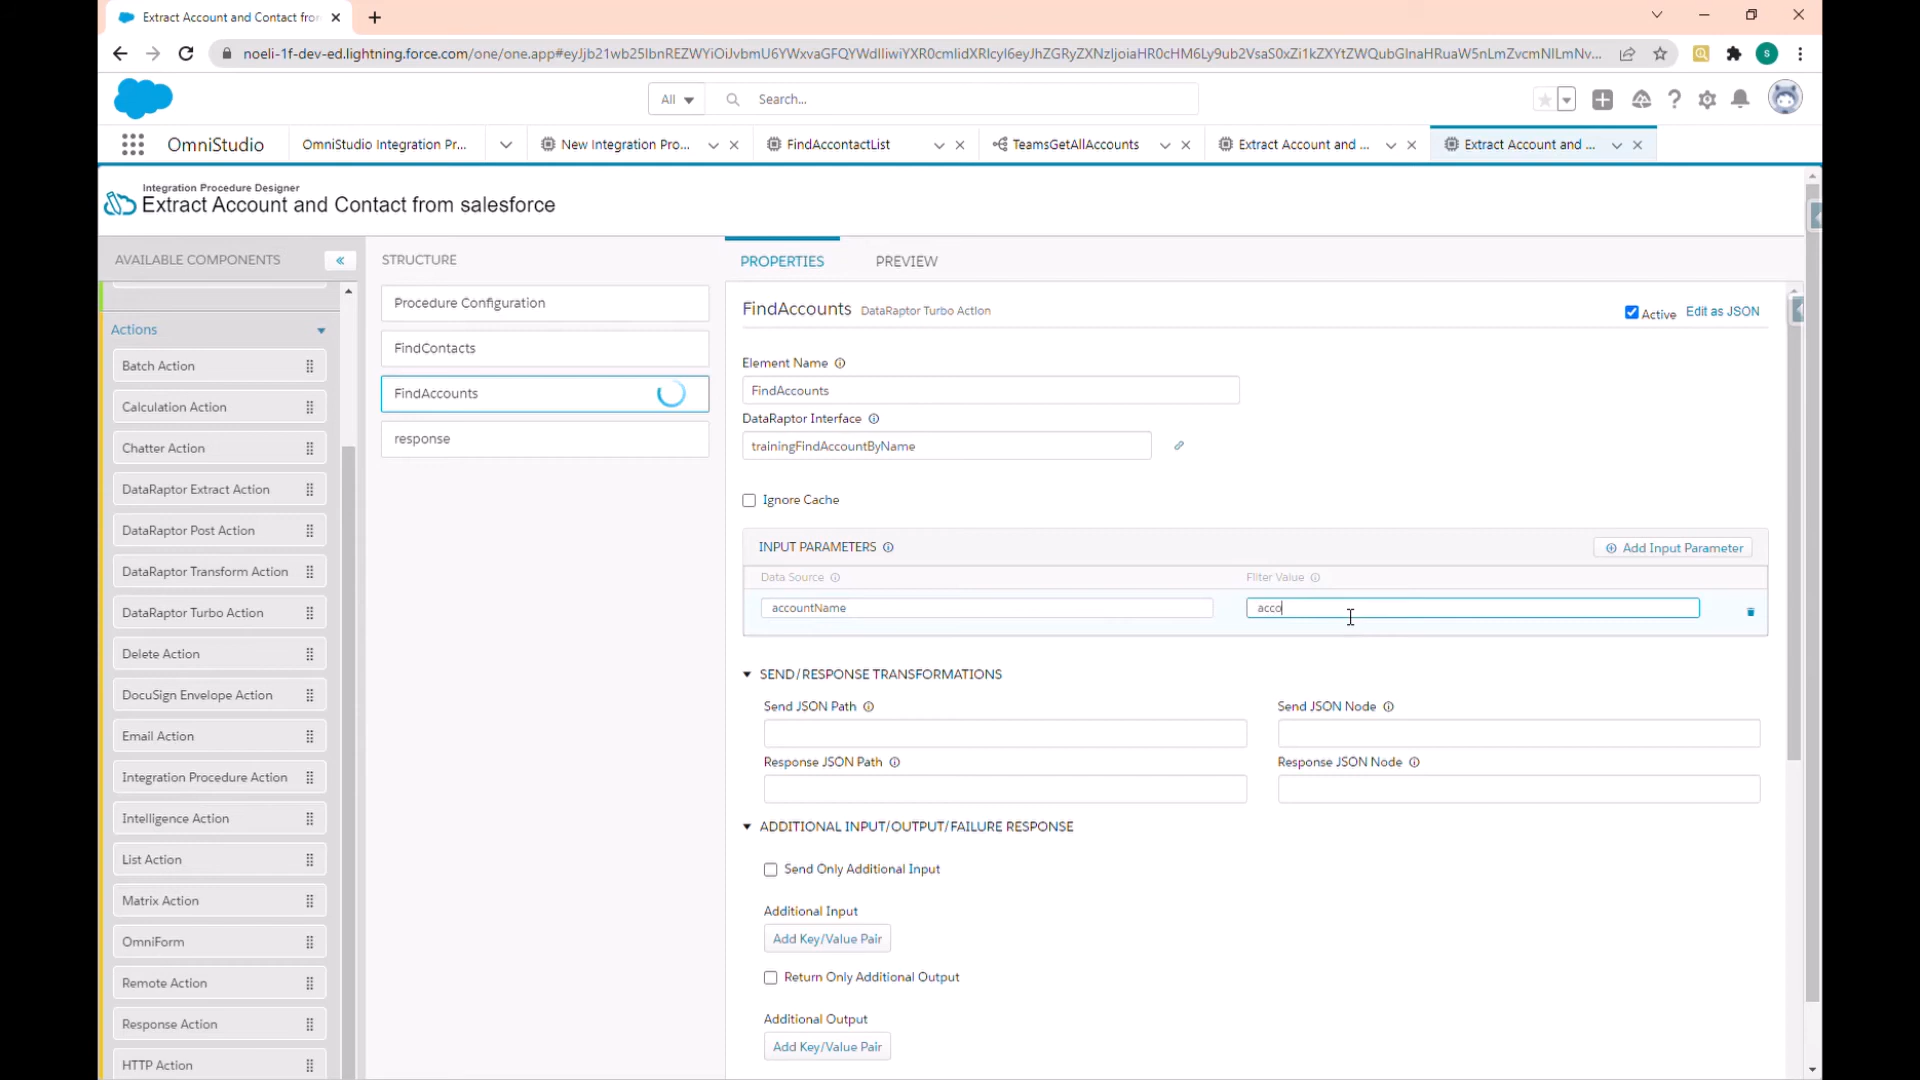 Extract Account and Contact fror
noeli-1f-dev-ed.lightning.force.com/one/one.app#
All
Search...
S
OmniStudio
OmniStudio Integration Pr...
New Integration Pro...
FindAccontactList
TeamsGetAllAccounts
Extract Account and ...
Extract Account and ...
Integration Procedure Designer
Extract Account and Contact from salesforce
AVAILABLE COMPONENTS
Actions
Batch Action
Calculation Action
Chatter Action
DataRaptor Extract Action
DataRaptor Post Action
DataRaptor Transform Action
DataRaptor Turbo Action
Delete Action
DocuSign Envelope Action
Email Action
Integration Procedure Action
Intelligence Action
List Action
Matrix Action
OmniForm
Remote Action
Response Action
HTTP Action
STRUCTURE
Procedure Configuration
FindContacts
FindAccounts
response
PROPERTIES
PREVIEW
FindAccounts DataRaptor Turbo Action
Active
Edit as JSON
Element Name
FindAccounts
DataRaptor Interface
trainingFindAccountByName
Ignore Cache
INPUT PARAMETERS
Add Input Parameter
Data Source
Filter Value
accountName
acco
SEND/RESPONSE TRANSFORMATIONS
Send JSON Path
Send JSON Node
Response JSON Path
Response JSON Node
ADDITIONAL INPUT/OUTPUT/FAILURE RESPONSE
Send Only Additional Input
Additional Input
Add Key/Value Pair
Return Only Additional Output
Additional Output
Add Key/Value Pair